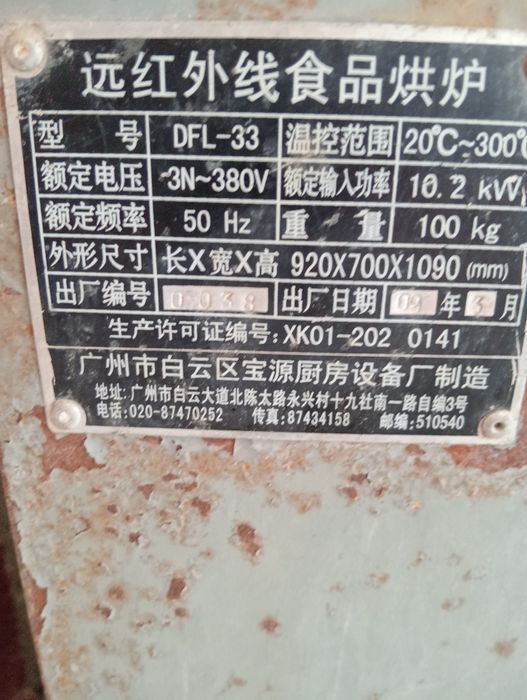 远红外线食品烘炉
型号 DFL-33 温控范围 20℃~300℃
额定电压 3N~380V 额定输入功率 10.2 kW
额定频率 50 Hz 重量 100 kg
外形尺寸 长X宽X高 920X700X1090 (mm)
出厂编号 0038 出厂日期 09 年 3 月
生产许可证编号: XK01-202 0141
广州市白云区宝源厨房设备厂制造
地址: 广州市白云大道北陈太路永兴村十九社南一路自编3号
电话: 020-87470252 传真: 87434158 邮编: 510540